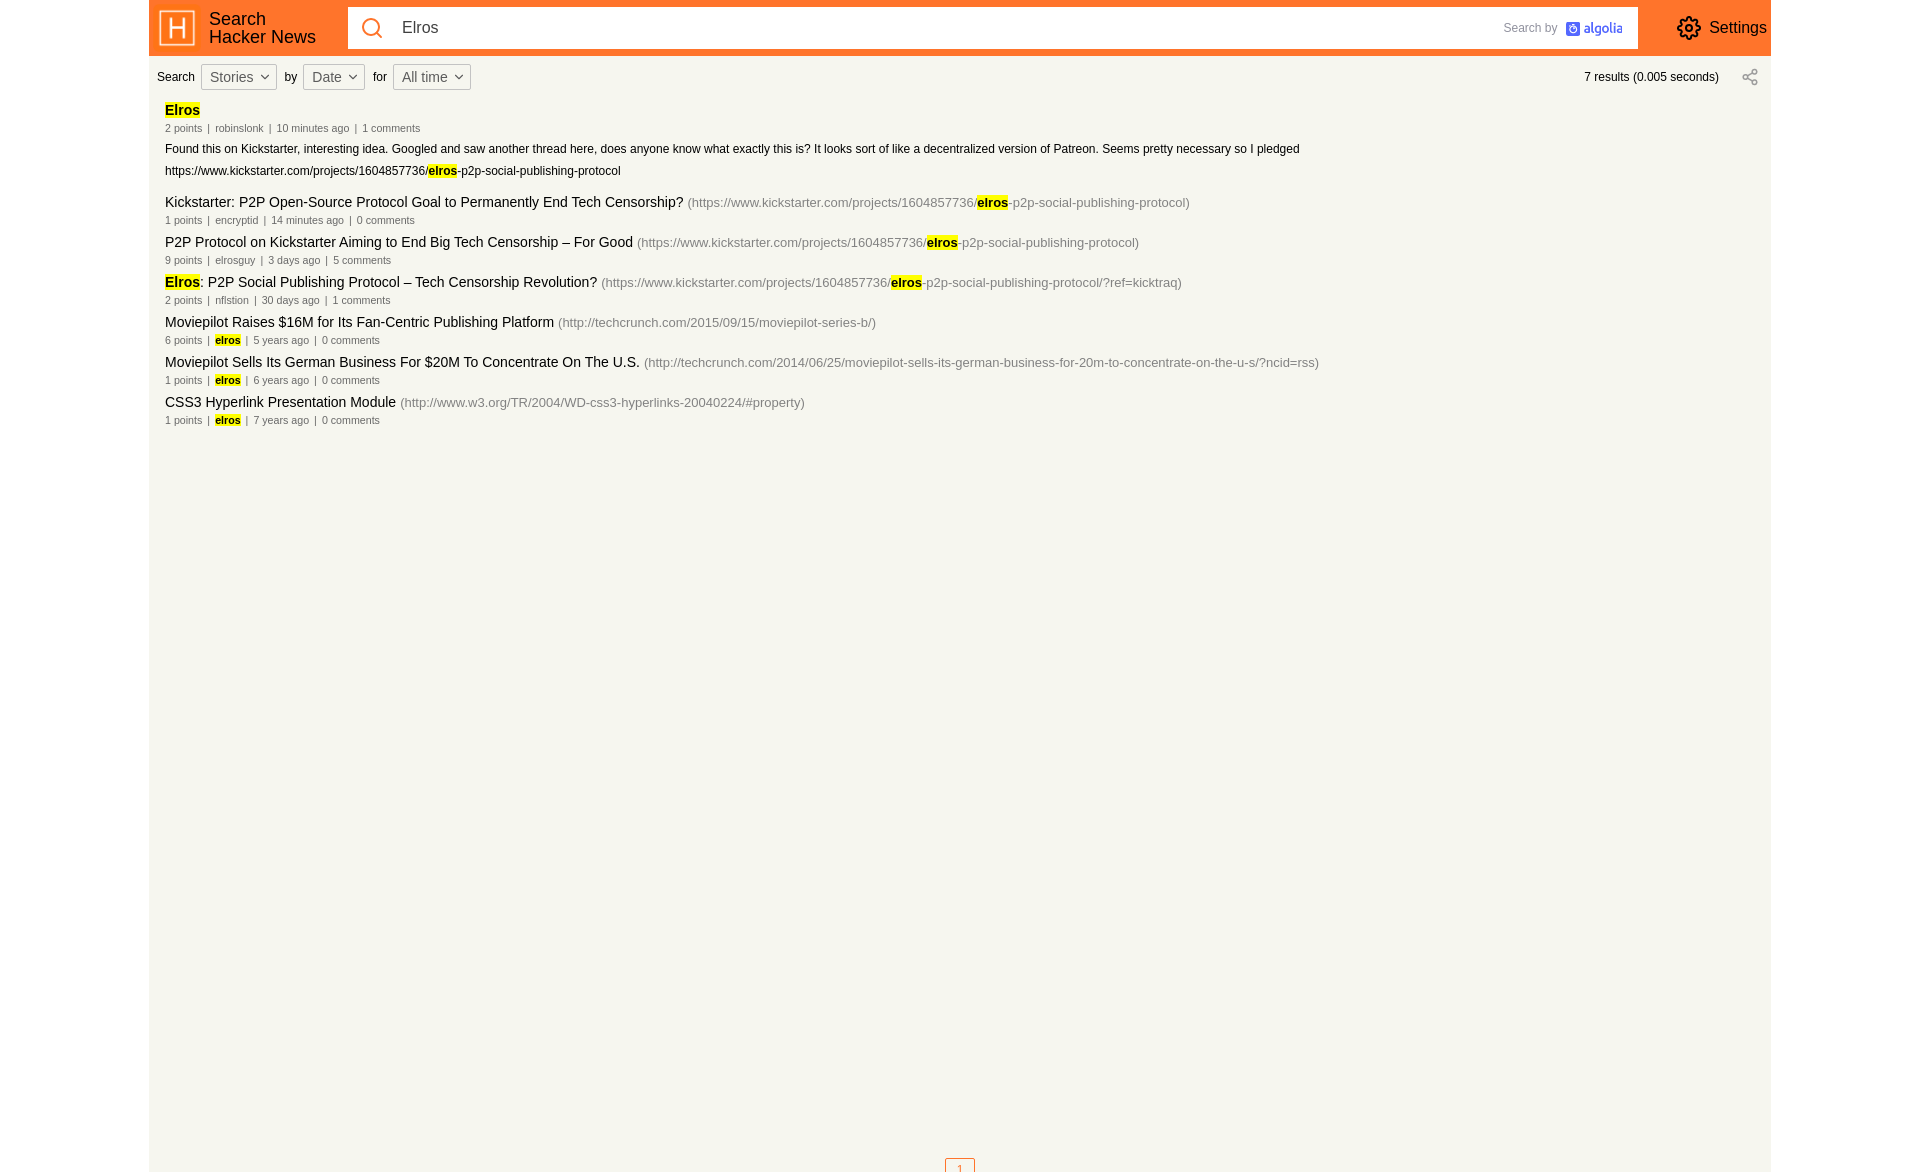 H
Search
Hacker News
Elros
Search by algolia
Settings
Search Stories by Date for All time
7 results (0.005 seconds)
Elros
2 points | robinslonk | 10 minutes ago | 1 comments
Found this on Kickstarter, interesting idea. Googled and saw another thread here, does anyone know what exactly this is? It looks sort of like a decentralized version of Patreon. Seems pretty necessary so I pledged
https://www.kickstarter.com/projects/1604857736/elros-p2p-social-publishing-protocol
Kickstarter: P2P Open-Source Protocol Goal to Permanently End Tech Censorship? (https://www.kickstarter.com/projects/1604857736/elros-p2p-social-publishing-protocol)
1 points | encryptid | 14 minutes ago | 0 comments
P2P Protocol on Kickstarter Aiming to End Big Tech Censorship – For Good (https://www.kickstarter.com/projects/1604857736/elros-p2p-social-publishing-protocol)
9 points | elrosguy | 3 days ago | 5 comments
Elros: P2P Social Publishing Protocol – Tech Censorship Revolution? (https://www.kickstarter.com/projects/1604857736/elros-p2p-social-publishing-protocol/?ref=kicktraq)
2 points | nflstion | 30 days ago | 1 comments
Moviepilot Raises $16M for Its Fan-Centric Publishing Platform (http://techcrunch.com/2015/09/15/moviepilot-series-b/)
6 points | elros | 5 years ago | 0 comments
Moviepilot Sells Its German Business For $20M To Concentrate On The U.S. (http://techcrunch.com/2014/06/25/moviepilot-sells-its-german-business-for-20m-to-concentrate-on-the-u-s/?ncid=rss)
1 points | elros | 6 years ago | 0 comments
CSS3 Hyperlink Presentation Module (http://www.w3.org/TR/2004/WD-css3-hyperlinks-20040224/#property)
1 points | elros | 7 years ago | 0 comments
1